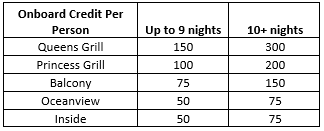 Onboard Credit Per Person Up to 9 nights 10+ nights
Queens Grill 150 300
Princess Grill 100 200
Balcony 75 150
Oceanview 50 75
Inside 50 75